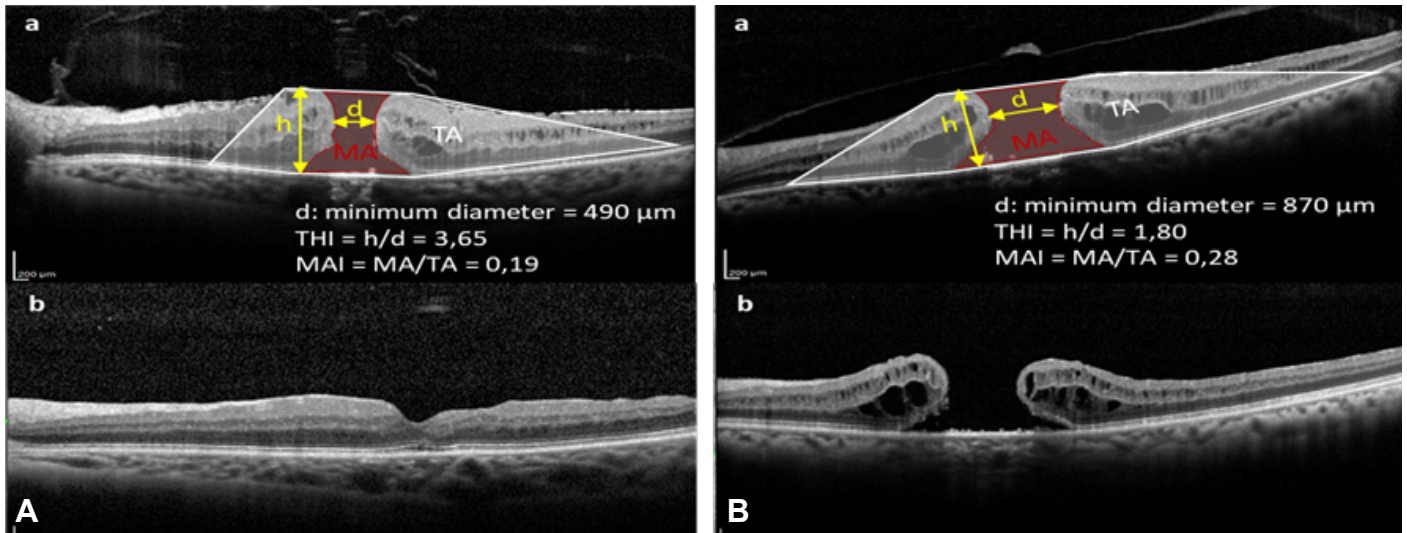 a
h
d
TA
MA
d: minimum diameter = 490 μm
THI = h/d = 3,65
MAI = MA/TA = 0,19
200 μm
b
A
a
h
d
TA
MA
d: minimum diameter = 870 μm
THI = h/d = 1,80
MAI = MA/TA = 0,28
200 μm
b
B